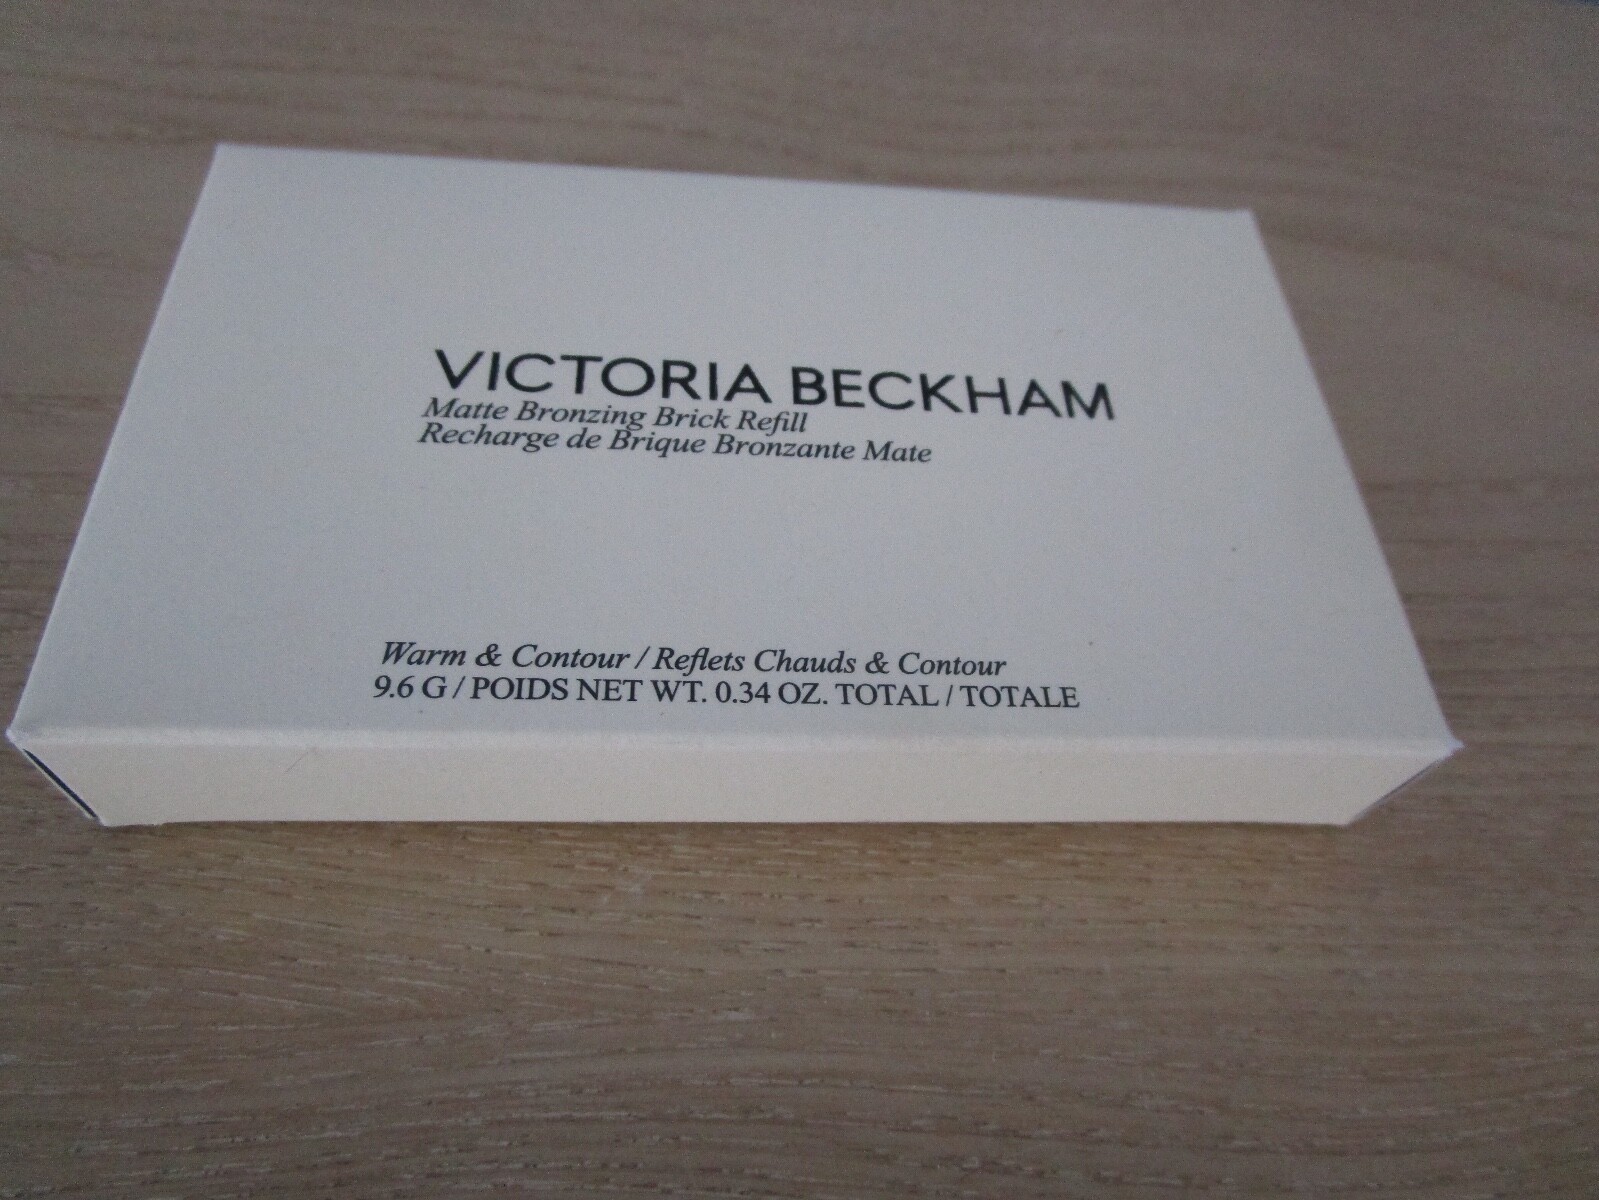 VICTORIA BECKHAM
Matte Bronzing Brick Refill
Recharge de Brique Bronzante Mate
Warm & Contour / Reflets Chauds & Contour
9.6 G / POIDS NET WT. 0.34 OZ. TOTAL / TOTALE